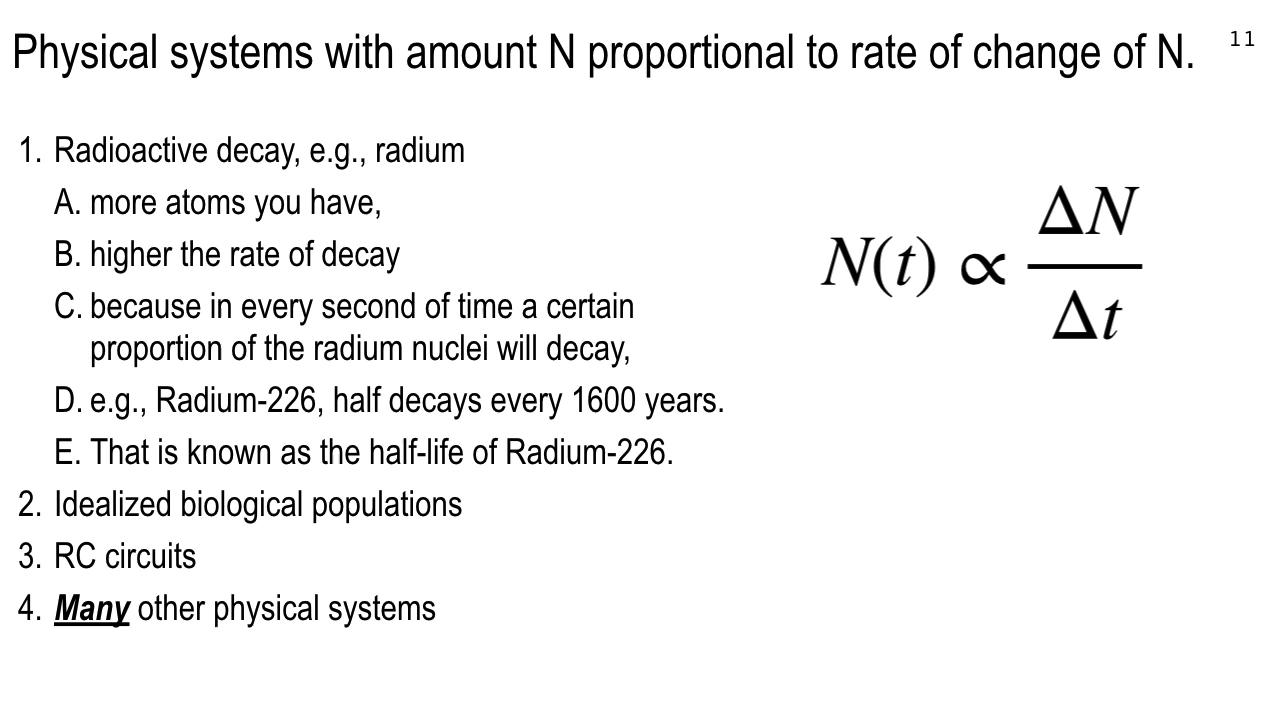 Physical systems with amount N proportional to rate of change of N.
11
1. Radioactive decay, e.g., radium
A. more atoms you have,
B. higher the rate of decay
C. because in every second of time a certain
proportion of the radium nuclei will decay,
D. e.g., Radium-226, half decays every 1600 years.
E. That is known as the half-life of Radium-226.
2. Idealized biological populations
3. RC circuits
4. Many other physical systems
N(t) ∝ ΔN
Δt